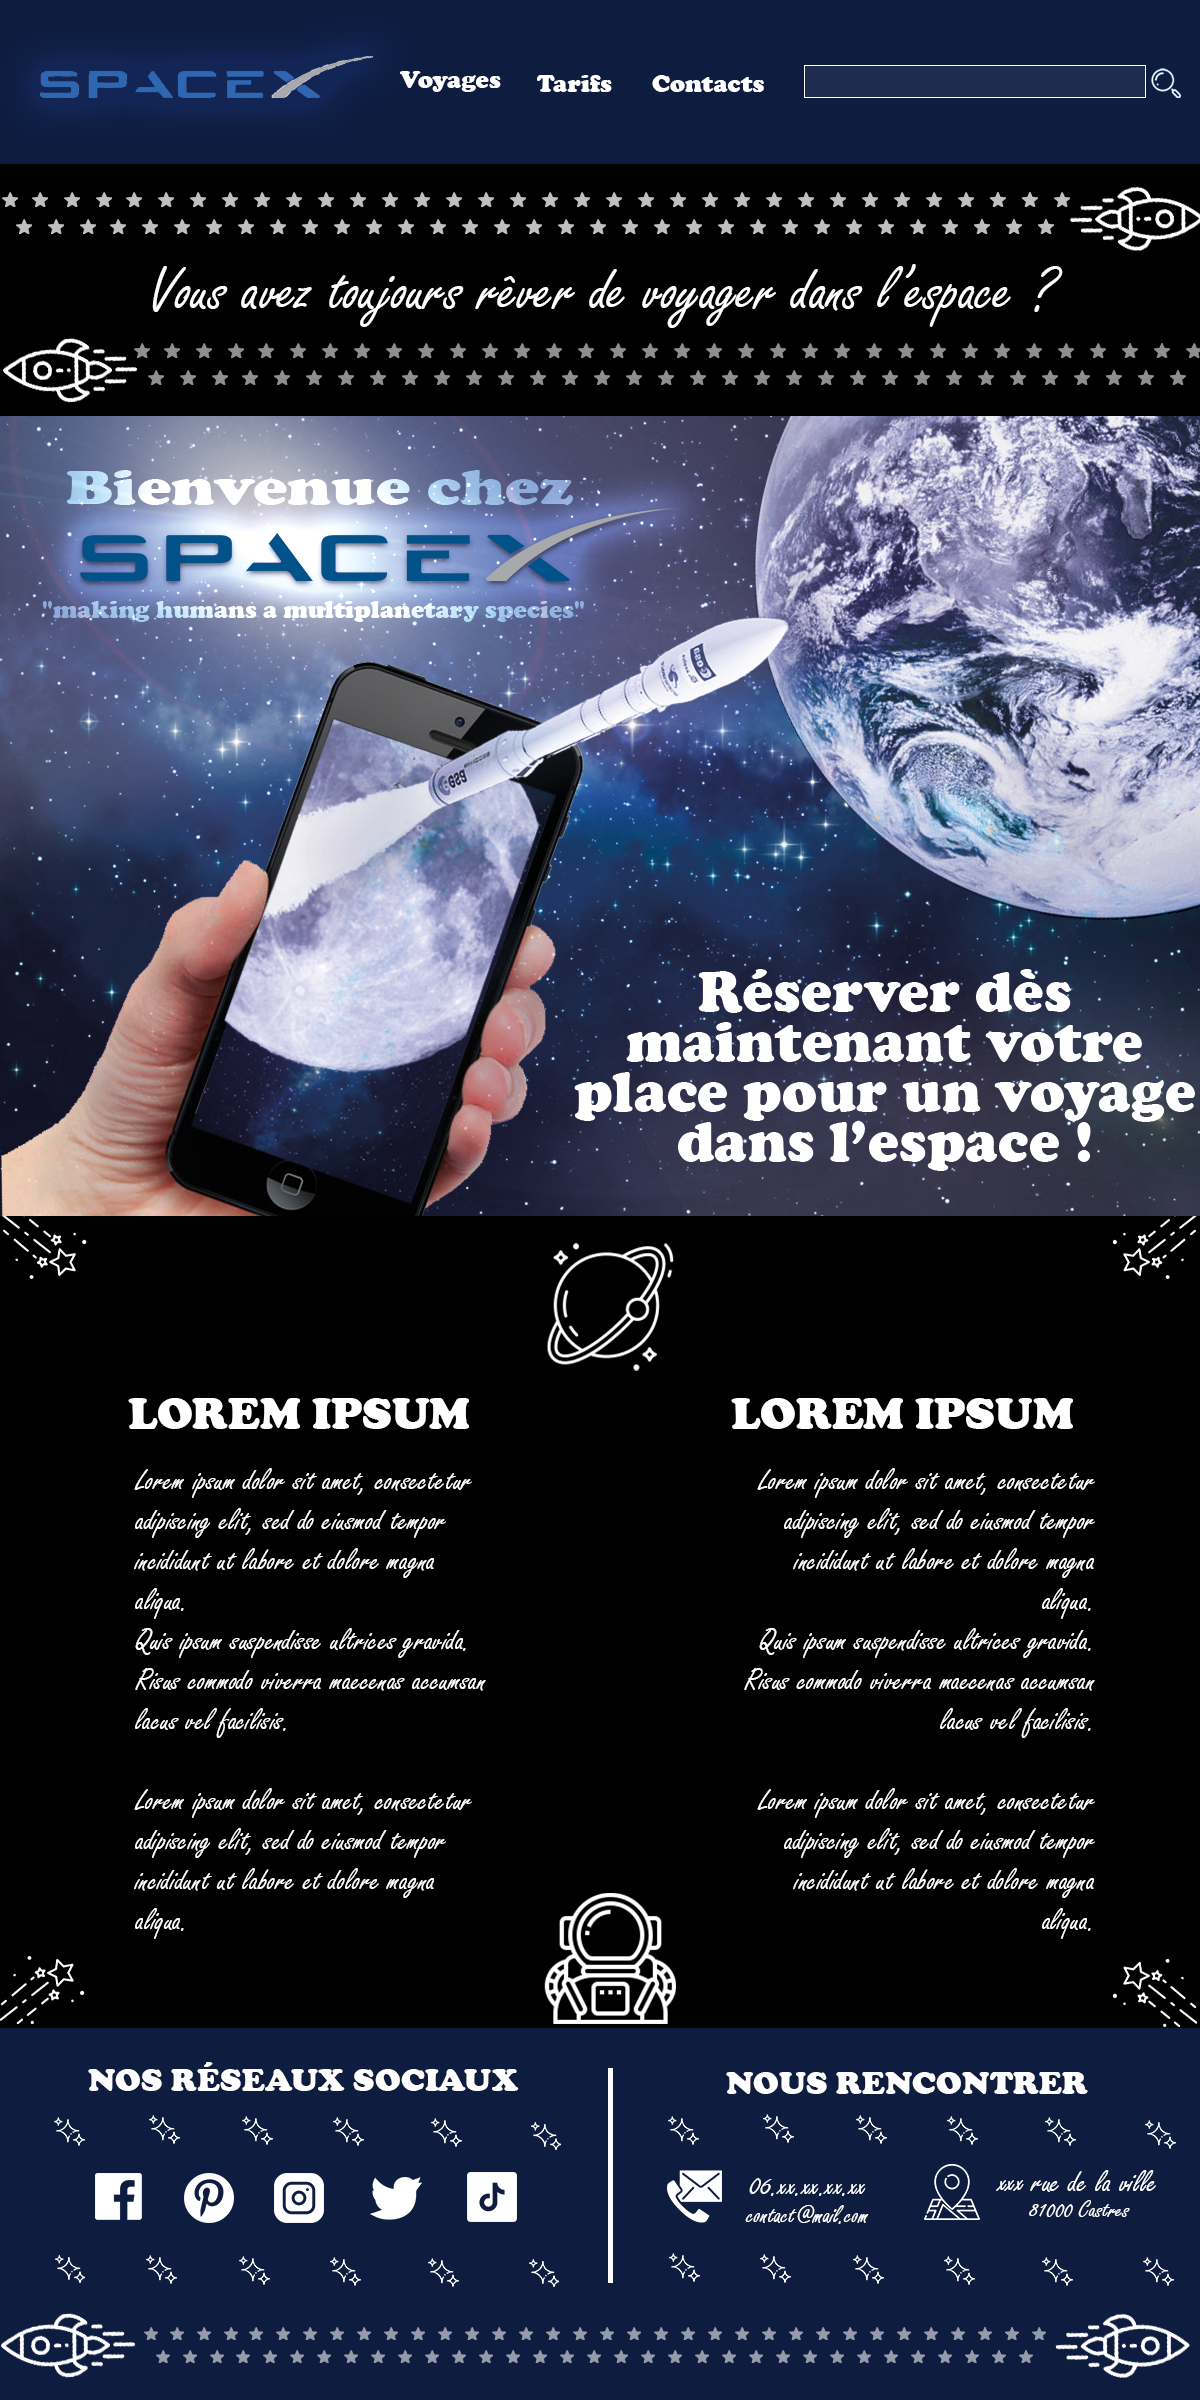 SPACEX
Voyages Tarifs Contacts
Vous avez toujours rêver de voyager dans l'espace ?
Bienvenue chez
SPACEX
"making humans a multiplanetary species"
esa
esa
Réserver dès
maintenant votre
place pour un voyage
dans l'espace !
LOREM IPSUM
Lorem ipsum dolor sit amet, consectetur
adipiscing elit, sed do eiusmod tempor
incididunt ut labore et dolore magna
aliqua.
Quis ipsum suspendisse ultrices gravida.
Risus commodo viverra maecenas accumsan
lacus vel facilisis.
Lorem ipsum dolor sit amet, consectetur
adipiscing elit, sed do eiusmod tempor
incididunt ut labore et dolore magna
aliqua.
LOREM IPSUM
Lorem ipsum dolor sit amet, consectetur
adipiscing elit, sed do eiusmod tempor
incididunt ut labore et dolore magna
aliqua.
Quis ipsum suspendisse ultrices gravida.
Risus commodo viverra maecenas accumsan
lacus vel facilisis.
Lorem ipsum dolor sit amet, consectetur
adipiscing elit, sed do eiusmod tempor
incididunt ut labore et dolore magna
aliqua.
NOS RÉSEAUX SOCIAUX
NOUS RENCONTRER
06.xx.xx.xx.xx
contact@mail.com
xxx rue de la ville
81000 Castres